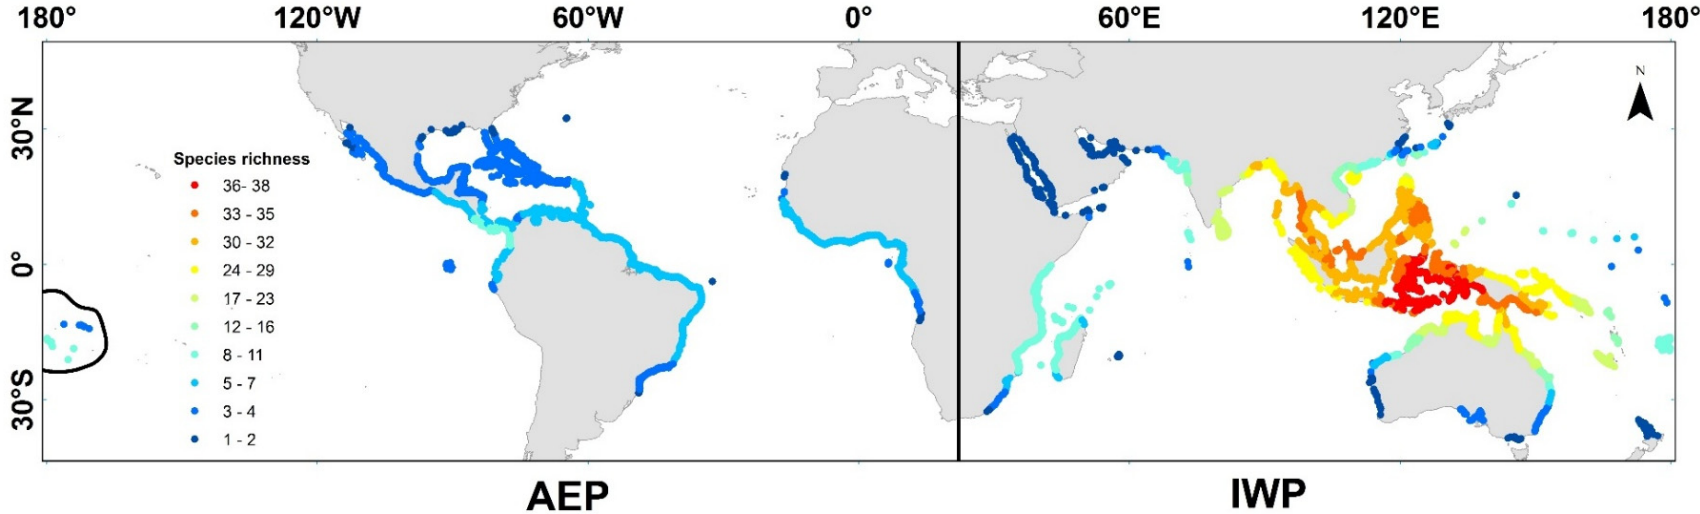 180° 120°W 60°W 0° 60°E 120°E 180°
30°N
0°
30°S
N
Species richness
36- 38
33 - 35
30 - 32
24 - 29
17 - 23
12 - 16
8 - 11
5 - 7
3 - 4
1 - 2
AEP IWP